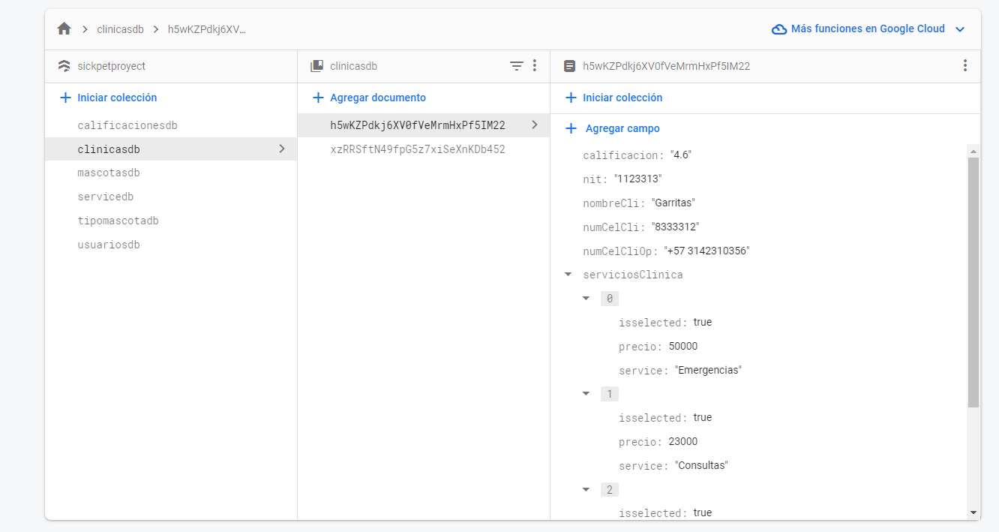 clinicasdb
h5wKZPdkj6XV...
Más funciones en Google Cloud
sickpetproyect
Iniciar colección
calificacionesdb
clinicasdb
mascotasdb
servicedb
tipomascotadb
usuariosdb
clinicasdb
Agregar documento
h5wKZPdkj6XV0fVeMrmHxPf5IM22
xzRRSftN49fpG5z7xiSeXnKDb452
h5wKZPdkj6XV0fVeMrmHxPf5IM22
Iniciar colección
Agregar campo
calificacion: "4.6"
nit: "1123313"
nombreCli: "Garritas"
numCelCli: "8333312"
numCelCliOp: "+57 3142310356"
serviciosClinica
0
isselected: true
precio: 50000
service: "Emergencias"
1
isselected: true
precio: 23000
service: "Consultas"
2
isselected: true